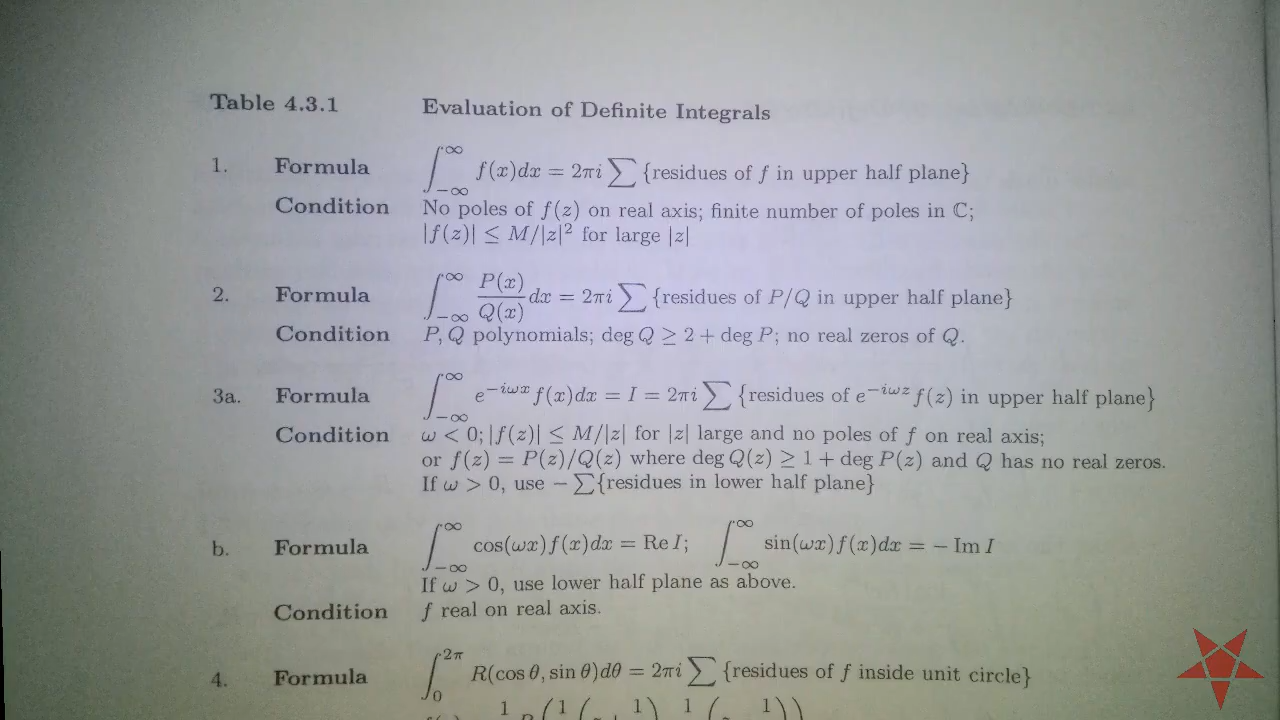 Table 4.3.1 Evaluation of Definite Integrals
1. Formula ∫_{-∞}^{∞} f(x)dx = 2πi ∑ {residues of f in upper half plane}
Condition No poles of f(z) on real axis; finite number of poles in ℂ;
|f(z)| ≤ M/|z|² for large |z|
2. Formula ∫_{-∞}^{∞} P(x)/Q(x) dx = 2πi ∑ {residues of P/Q in upper half plane}
Condition P, Q polynomials; deg Q ≥ 2 + deg P; no real zeros of Q.
3a. Formula ∫_{-∞}^{∞} e^{-iωx} f(x)dx = I = 2πi ∑ {residues of e^{-iωz} f(z) in upper half plane}
Condition ω < 0; |f(z)| ≤ M/|z| for |z| large and no poles of f on real axis;
or f(z) = P(z)/Q(z) where deg Q(z) ≥ 1 + deg P(z) and Q has no real zeros.
If ω > 0, use − ∑{residues in lower half plane}
b. Formula ∫_{-∞}^{∞} cos(ωx)f(x)dx = Re I; ∫_{-∞}^{∞} sin(ωx)f(x)dx = − Im I
If ω > 0, use lower half plane as above.
Condition f real on real axis.
4. Formula ∫_{0}^{2π} R(cos θ, sin θ)dθ = 2πi ∑ {residues of f inside unit circle}